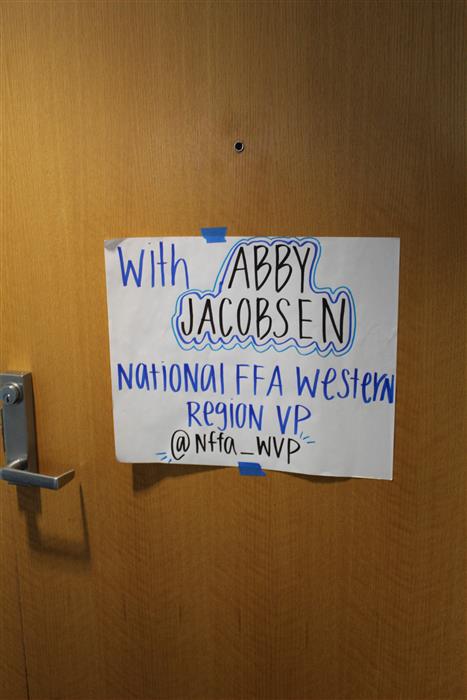 With ABBY
JACOBSEN
National FFA Western
Region VP
@Nffa_WVP